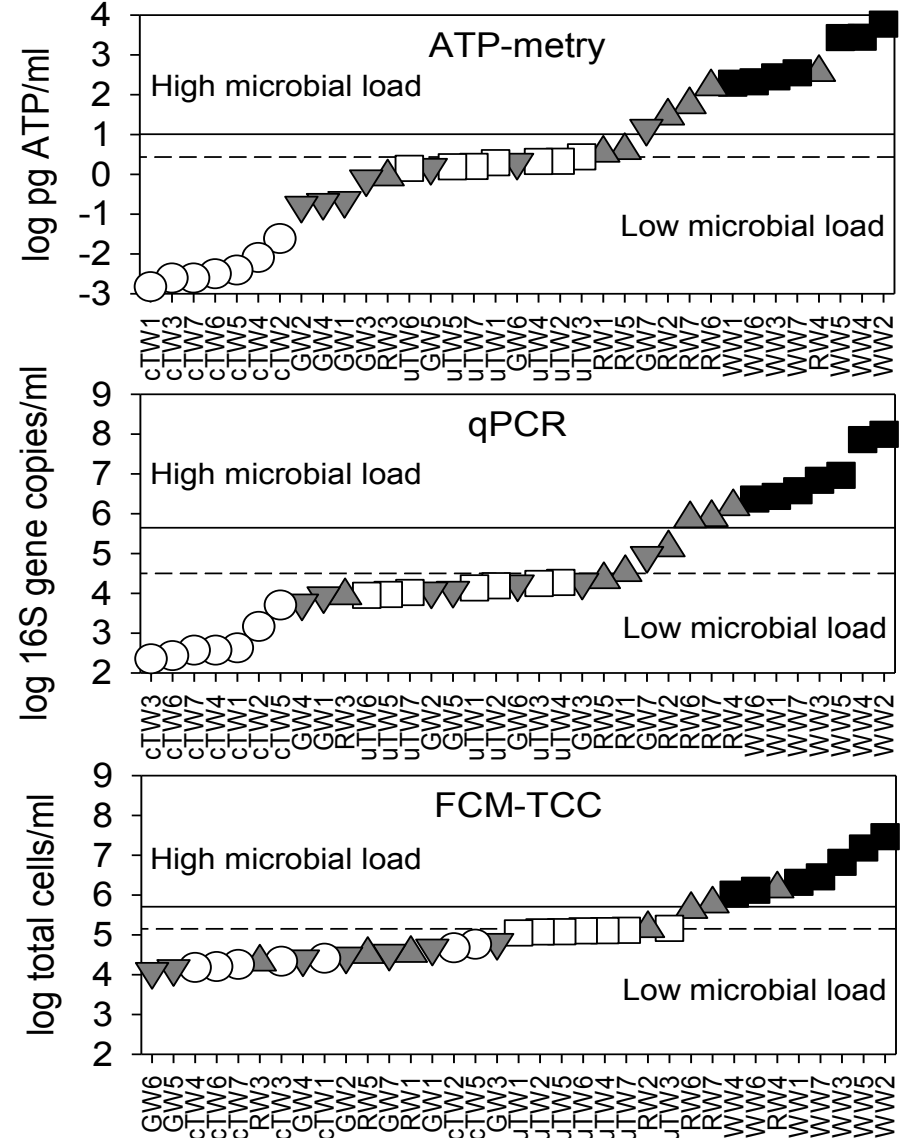 log pg ATP/ml
4
3
2
1
0
-1
-2
-3
ATP-metry
High microbial load
Low microbial load
cTW1
cTW3
cTW7
cTW6
cTW5
cTW4
cTW2
GW2
GW4
GW1
GW3
RW3
uTW6
GW5
uTW5
uTW7
uTW1
GW6
uTW4
uTW2
uTW3
RW1
RW5
GW7
RW2
RW7
RW6
WW1
WW6
WW3
WW7
RW4
WW5
WW4
WW2
log 16S gene copies/ml
9
8
7
6
5
4
3
2
qPCR
High microbial load
Low microbial load
cTW3
cTW6
cTW7
cTW4
cTW1
cTW2
cTW5
GW4
GW1
RW3
uTW6
uTW5
uTW7
GW2
GW5
uTW1
uTW2
GW6
uTW3
uTW4
GW3
RW5
RW1
GW7
RW2
RW6
RW7
RW4
WW6
WW1
WW7
WW3
WW5
WW4
WW2
log total cells/ml
9
8
7
6
5
4
3
2
FCM-TCC
High microbial load
Low microbial load
GW6
GW5
cTW4
cTW6
cTW7
RW3
cTW3
GW4
cTW1
GW2
RW5
GW7
RW1
GW1
cTW2
cTW5
GW3
uTW1
uTW2
uTW5
uTW6
uTW4
uTW7
RW2
uTW3
RW6
RW7
WW4
WW6
RW4
WW1
WW7
WW3
WW5
WW2